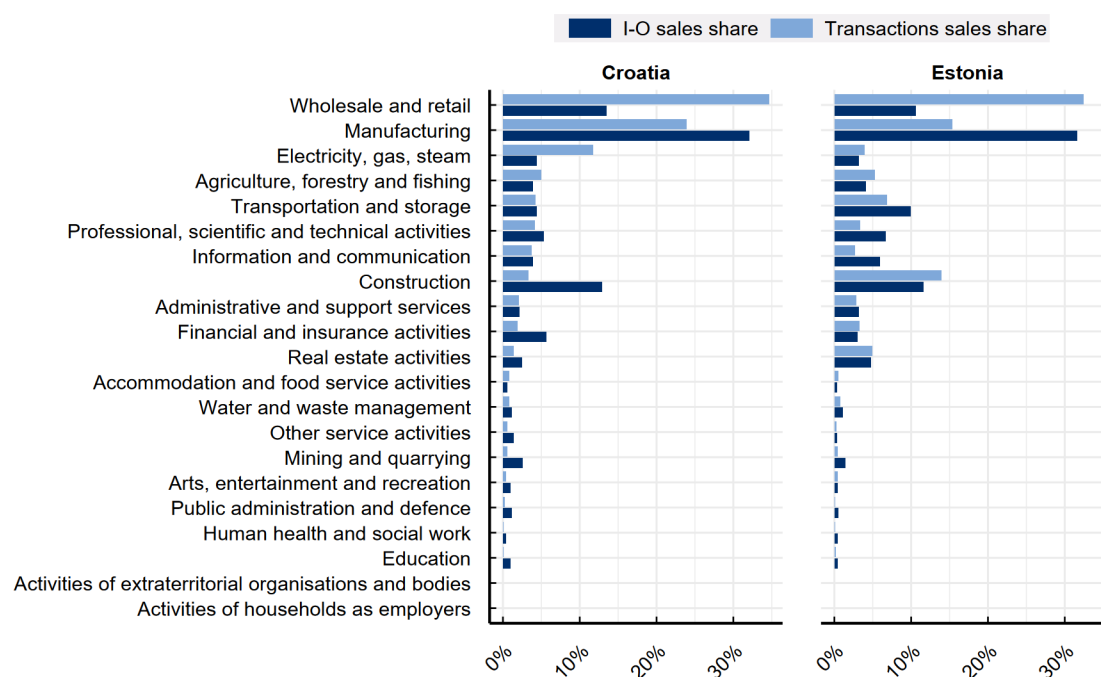 I-O sales share Transactions sales share
Croatia Estonia
Wholesale and retail
Manufacturing
Electricity, gas, steam
Agriculture, forestry and fishing
Transportation and storage
Professional, scientific and technical activities
Information and communication
Construction
Administrative and support services
Financial and insurance activities
Real estate activities
Accommodation and food service activities
Water and waste management
Other service activities
Mining and quarrying
Arts, entertainment and recreation
Public administration and defence
Human health and social work
Education
Activities of extraterritorial organisations and bodies
Activities of households as employers
0% 10% 20% 30% 0% 10% 20% 30%